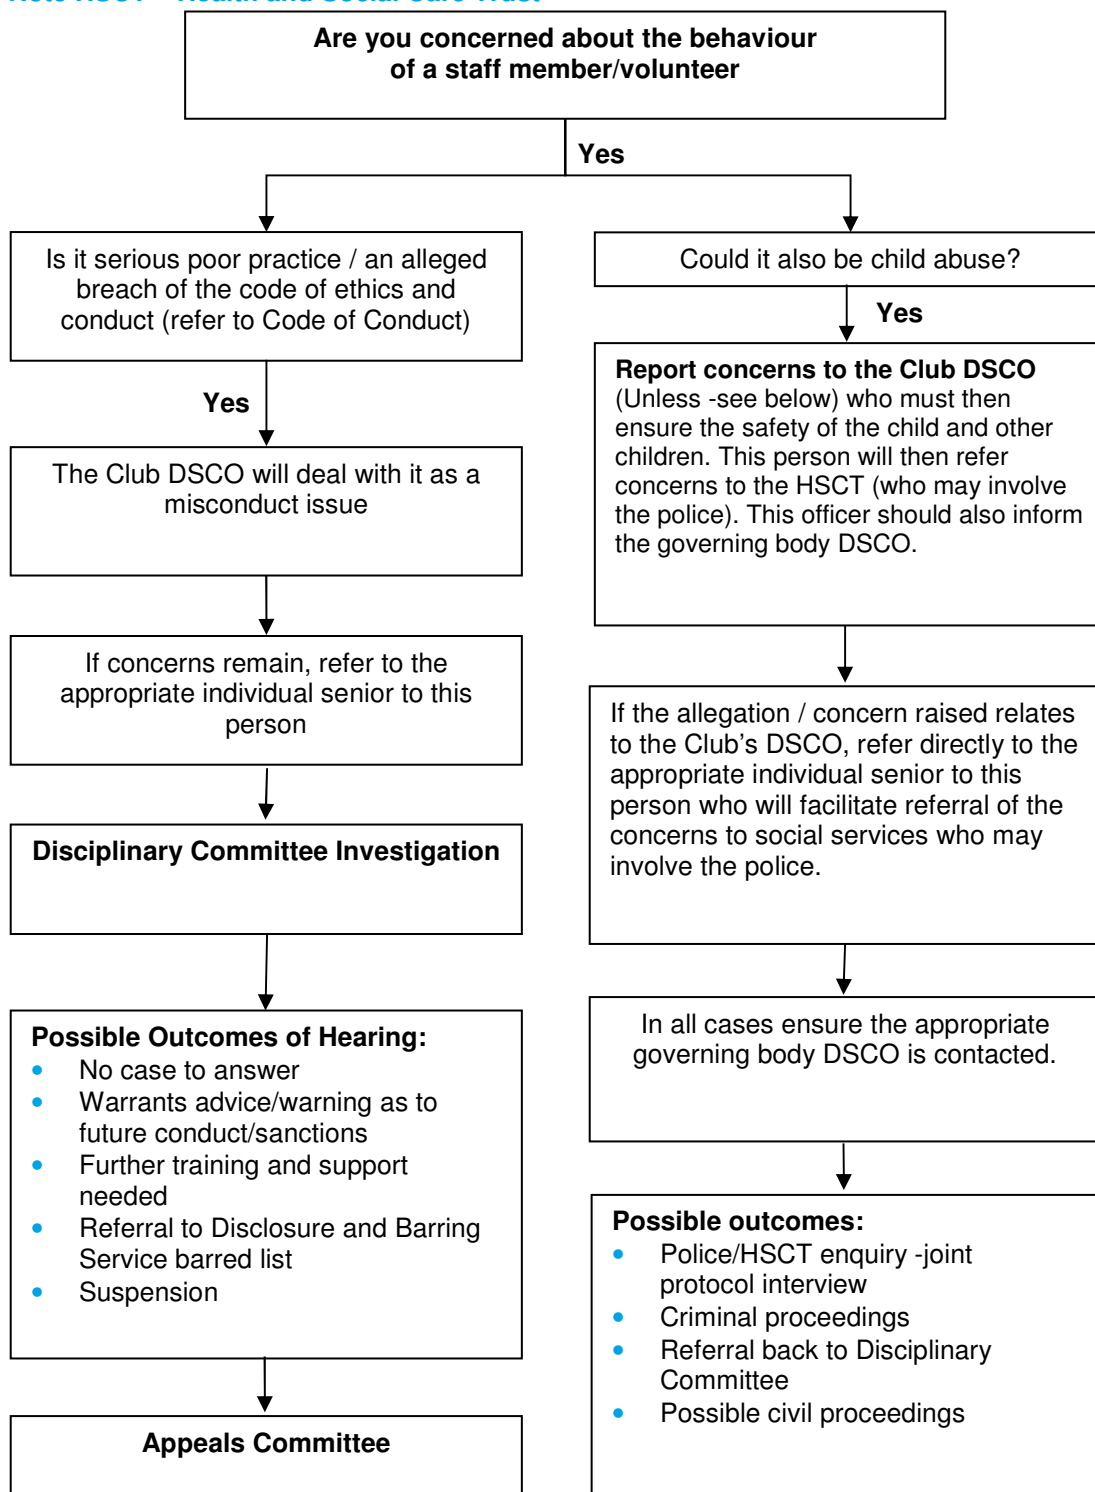 Are you concerned about the behaviour
of a staff member/volunteer
Yes
Is it serious poor practice / an alleged
breach of the code of ethics and
conduct (refer to Code of Conduct)
Yes
The Club DSCO will deal with it as a
misconduct issue
If concerns remain, refer to the
appropriate individual senior to this
person
Disciplinary Committee Investigation
Possible Outcomes of Hearing:
• No case to answer
• Warrants advice/warning as to
future conduct/sanctions
• Further training and support
needed
• Referral to Disclosure and Barring
Service barred list
• Suspension
Appeals Committee
Could it also be child abuse?
Yes
Report concerns to the Club DSCO
(Unless -see below) who must then
ensure the safety of the child and other
children. This person will then refer
concerns to the HSCT (who may involve
the police). This officer should also inform
the governing body DSCO.
If the allegation / concern raised relates
to the Club's DSCO, refer directly to the
appropriate individual senior to this
person who will facilitate referral of the
concerns to social services who may
involve the police.
In all cases ensure the appropriate
governing body DSCO is contacted.
Possible outcomes:
• Police/HSCT enquiry -joint
protocol interview
• Criminal proceedings
• Referral back to Disciplinary
Committee
• Possible civil proceedings